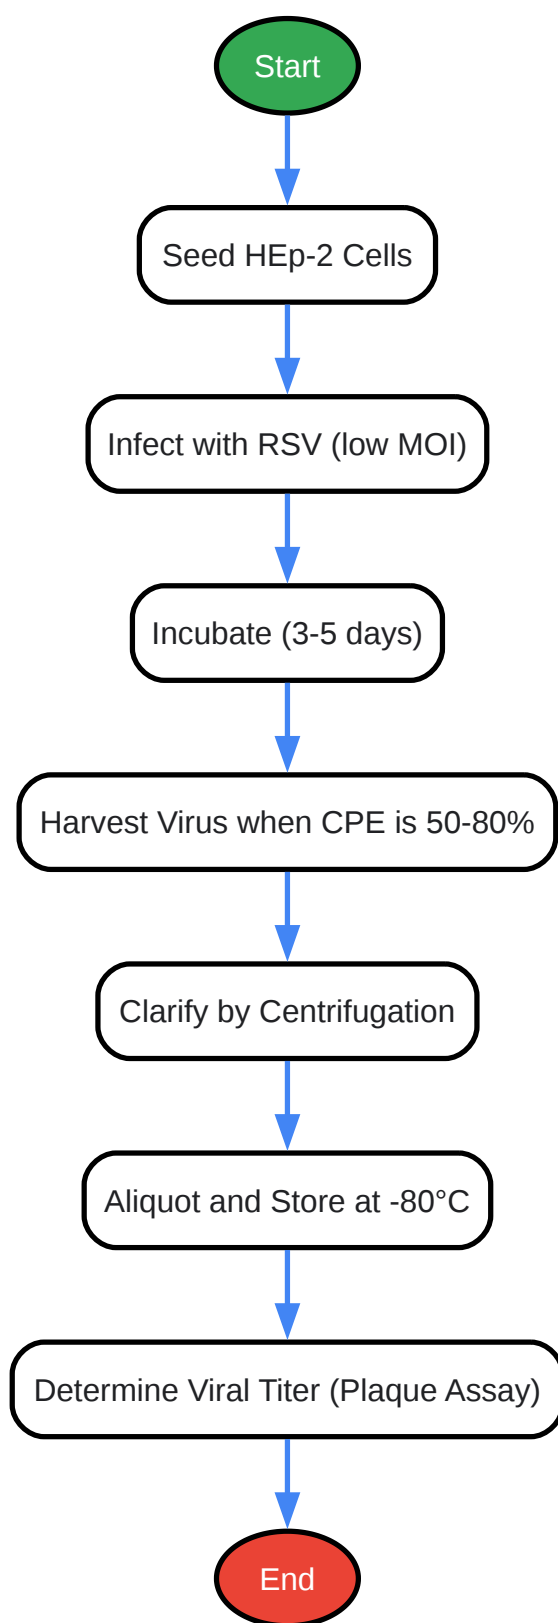 Start
Seed HEp-2 Cells
Infect with RSV (low MOI)
Incubate (3-5 days)
Harvest Virus when CPE is 50-80%
Clarify by Centrifugation
Aliquot and Store at -80°C
Determine Viral Titer (Plaque Assay)
End